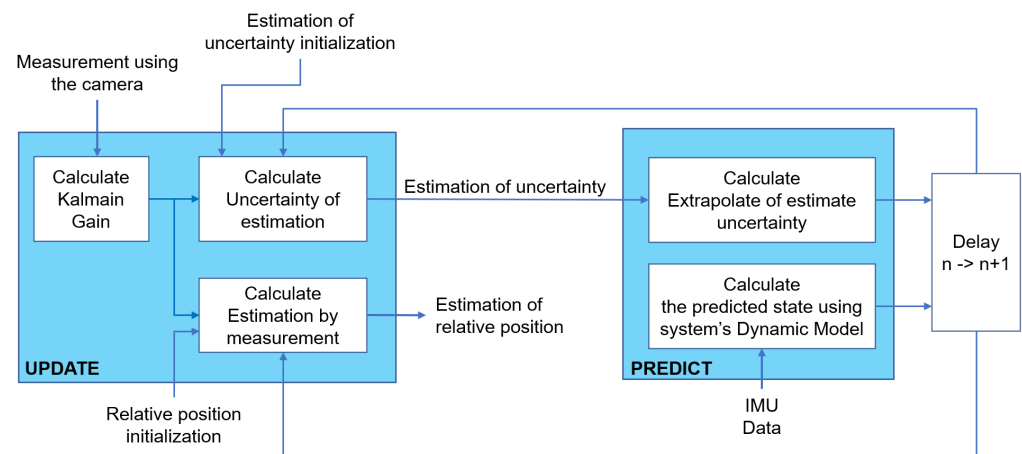 Estimation of
uncertainty initialization
Measurement using
the camera
Calculate
Kalmain
Gain
Calculate
Uncertainty of
estimation
Estimation of uncertainty
Calculate
Extrapolate of estimate
uncertainty
Delay
n -> n+1
Calculate
Estimation by
measurement
Estimation of
relative position
Calculate
the predicted state using
system's Dynamic Model
UPDATE
PREDICT
Relative position
initialization
IMU
Data